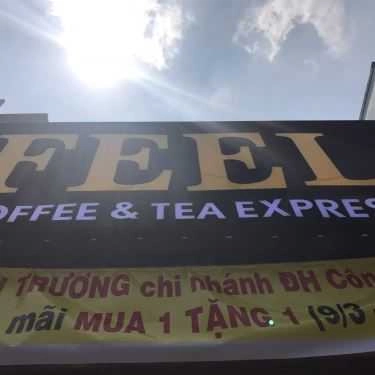 FEEL
OFFEE & TEA EXPRES
TRƯƠNG chi nhánh ĐH Côn
mãi MUA 1 TẶNG 1 (9/3